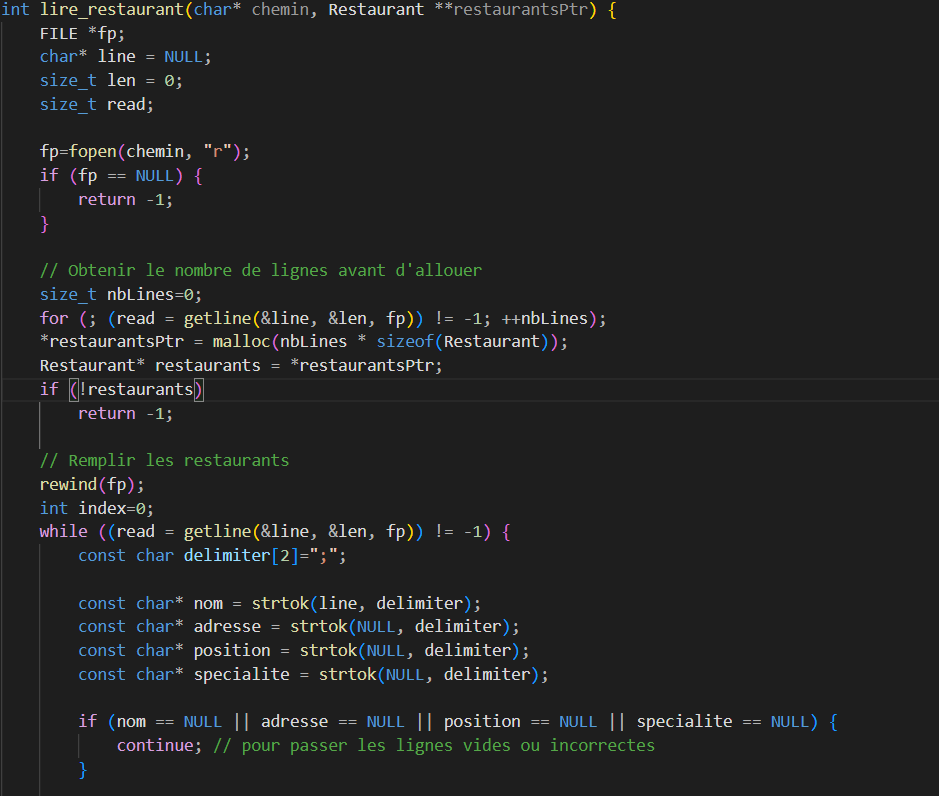 int lire_restaurant(char* chemin, Restaurant **restaurantsPtr) {
    FILE *fp;
    char* line = NULL;
    size_t len = 0;
    size_t read;

    fp=fopen(chemin, "r");
    if (fp == NULL) {
        return -1;
    }

    // Obtenir le nombre de lignes avant d'allouer
    size_t nbLines=0;
    for (; (read = getline(&line, &len, fp)) != -1; ++nbLines);
    *restaurantsPtr = malloc(nbLines * sizeof(Restaurant));
    Restaurant* restaurants = *restaurantsPtr;
    if (!restaurants)
        return -1;

    // Remplir les restaurants
    rewind(fp);
    int index=0;
    while ((read = getline(&line, &len, fp)) != -1) {
        const char delimiter[2]=";";

        const char* nom = strtok(line, delimiter);
        const char* adresse = strtok(NULL, delimiter);
        const char* position = strtok(NULL, delimiter);
        const char* specialite = strtok(NULL, delimiter);

        if (nom == NULL || adresse == NULL || position == NULL || specialite == NULL) {
            continue; // pour passer les lignes vides ou incorrectes
        }